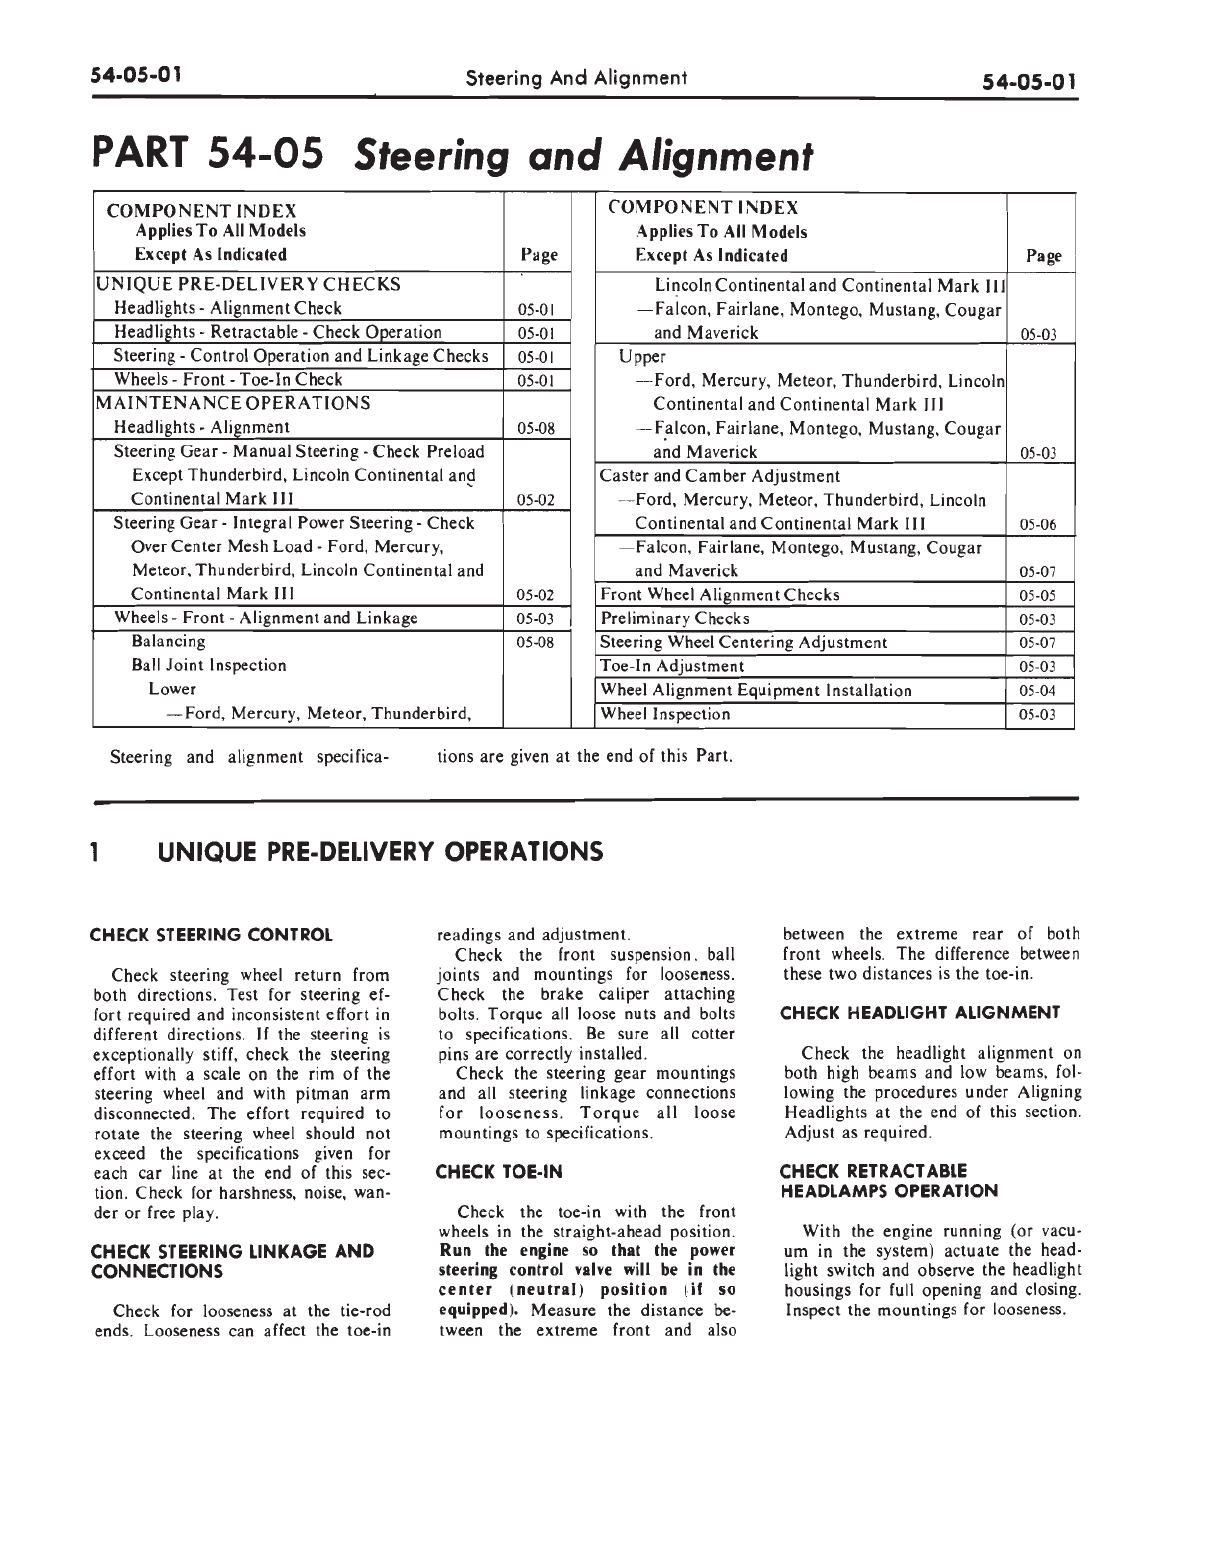 54-05-01
Steering And Alignment
54-05-01
PART 54-05 Steering and Alignment
COMPONENT INDEX
Applies To All Models
Except As Indicated
Page
UNIQUE PRE-DELIVERY CHECKS
Headlights - Alignment Check 05-01
Headlights - Retractable - Check Operation 05-01
Steering - Control Operation and Linkage Checks 05-01
Wheels - Front - Toe-In Check 05-01
MAINTENANCE OPERATIONS
Headlights - Alignment 05-08
Steering Gear - Manual Steering - Check Preload
Except Thunderbird, Lincoln Continental and
Continental Mark III 05-02
Steering Gear - Integral Power Steering - Check
Over Center Mesh Load - Ford, Mercury,
Meteor, Thunderbird, Lincoln Continental and
Continental Mark III 05-02
Wheels - Front - Alignment and Linkage 05-03
Balancing 05-08
Ball Joint Inspection
Lower
—Ford, Mercury, Meteor, Thunderbird,
COMPONENT INDEX
Applies To All Models
Except As Indicated
Page
Lincoln Continental and Continental Mark III
—Falcon, Fairlane, Montego, Mustang, Cougar
and Maverick 05-03
Upper
—Ford, Mercury, Meteor, Thunderbird, Lincoln
Continental and Continental Mark III
—Falcon, Fairlane, Montego, Mustang, Cougar
and Maverick 05-03
Caster and Camber Adjustment
—Ford, Mercury, Meteor, Thunderbird, Lincoln
Continental and Continental Mark III 05-06
—Falcon, Fairlane, Montego, Mustang, Cougar
and Maverick 05-07
Front Wheel Alignment Checks 05-05
Preliminary Checks 05-03
Steering Wheel Centering Adjustment 05-07
Toe-In Adjustment 05-03
Wheel Alignment Equipment Installation 05-04
Wheel Inspection 05-03
Steering and alignment specifica-
tions are given at the end of this Part.
1 UNIQUE PRE-DELIVERY OPERATIONS
CHECK STEERING CONTROL
Check steering wheel return from
both directions. Test for steering ef-
fort required and inconsistent effort in
different directions. If the steering is
exceptionally stiff, check the steering
effort with a scale on the rim of the
steering wheel and with pitman arm
disconnected. The effort required to
rotate the steering wheel should not
exceed the specifications given for
each car line at the end of this sec-
tion. Check for harshness, noise, wan-
der or free play.
CHECK STEERING LINKAGE AND
CONNECTIONS
Check for looseness at the tie-rod
ends. Looseness can affect the toe-in
readings and adjustment.
Check the front suspension, ball
joints and mountings for looseness.
Check the brake caliper attaching
bolts. Torque all loose nuts and bolts
to specifications. Be sure all cotter
pins are correctly installed.
Check the steering gear mountings
and all steering linkage connections
for looseness. Torque all loose
mountings to specifications.
CHECK TOE-IN
Check the toe-in with the front
wheels in the straight-ahead position.
Run the engine so that the power
steering control valve will be in the
center (neutral) position (if so
equipped). Measure the distance be-
tween the extreme front and also
between the extreme rear of both
front wheels. The difference between
these two distances is the toe-in.
CHECK HEADLIGHT ALIGNMENT
Check the headlight alignment on
both high beams and low beams, fol-
lowing the procedures under Aligning
Headlights at the end of this section.
Adjust as required.
CHECK RETRACTABLE
HEADLAMPS OPERATION
With the engine running (or vacu-
um in the system) actuate the head-
light switch and observe the headlight
housings for full opening and closing.
Inspect the mountings for looseness.